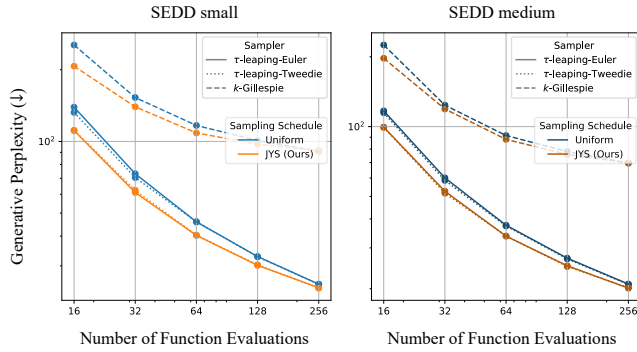 SEDD small
SEDD medium
Generative Perplexity (↓)
10²
Sampler
τ-leaping-Euler
τ-leaping-Tweedie
k-Gillespie
Sampling Schedule
Uniform
JYS (Ours)
16 32 64 128 256
Number of Function Evaluations
10²
Sampler
τ-leaping-Euler
τ-leaping-Tweedie
k-Gillespie
Sampling Schedule
Uniform
JYS (Ours)
16 32 64 128 256
Number of Function Evaluations